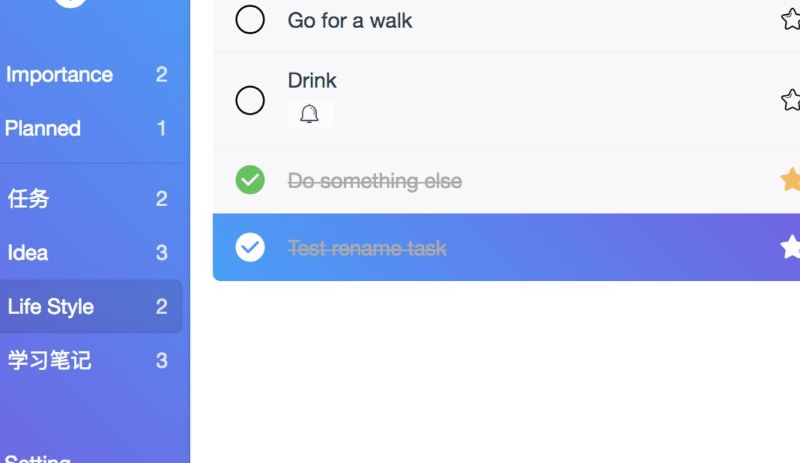 Importance 2
Planned 1
任务 2
Idea 3
Life Style 2
学习笔记 3
Setting
Go for a walk
Drink
Do something else
Test rename task